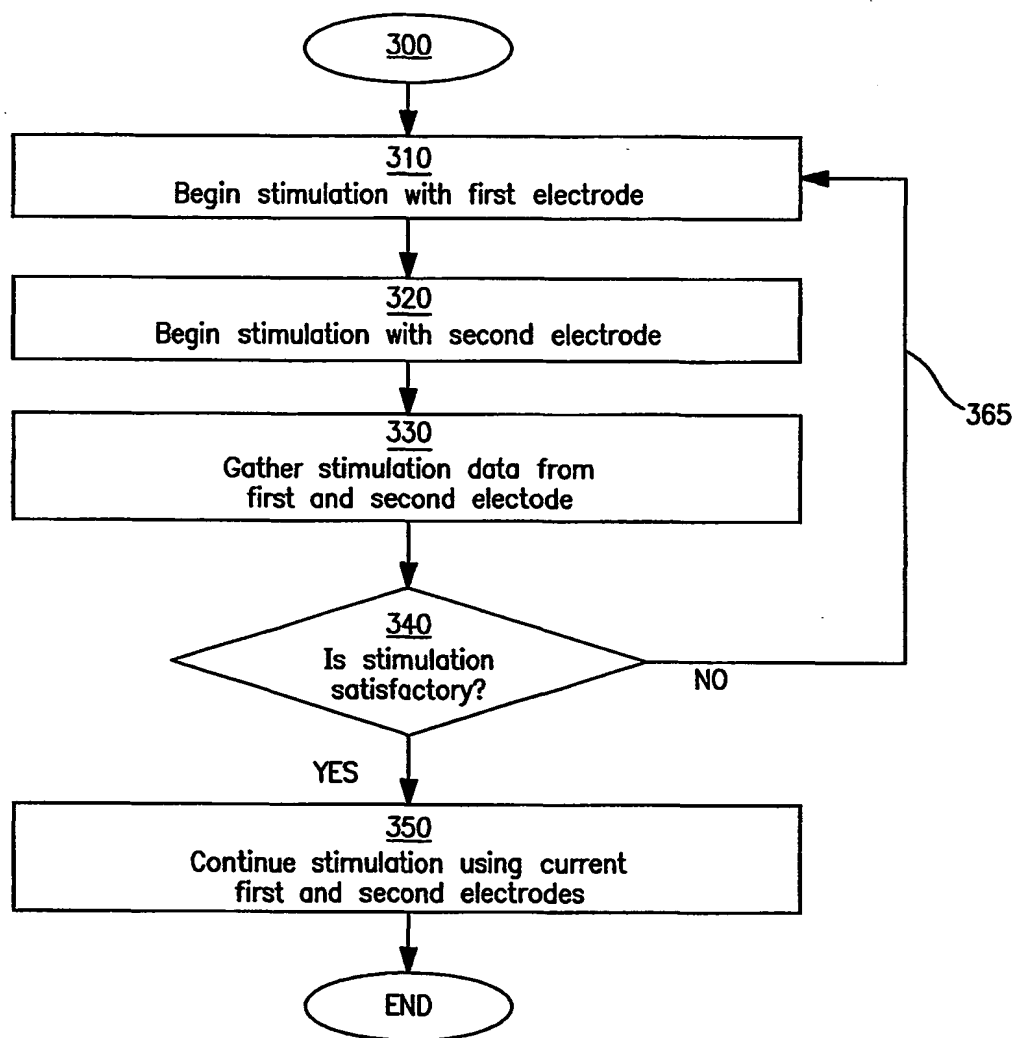 300
310
Begin stimulation with first electrode
320
Begin stimulation with second electrode
365
330
Gather stimulation data from
first and second electode
340
Is stimulation
satisfactory?
NO
YES
350
Continue stimulation using current
first and second electrodes
END